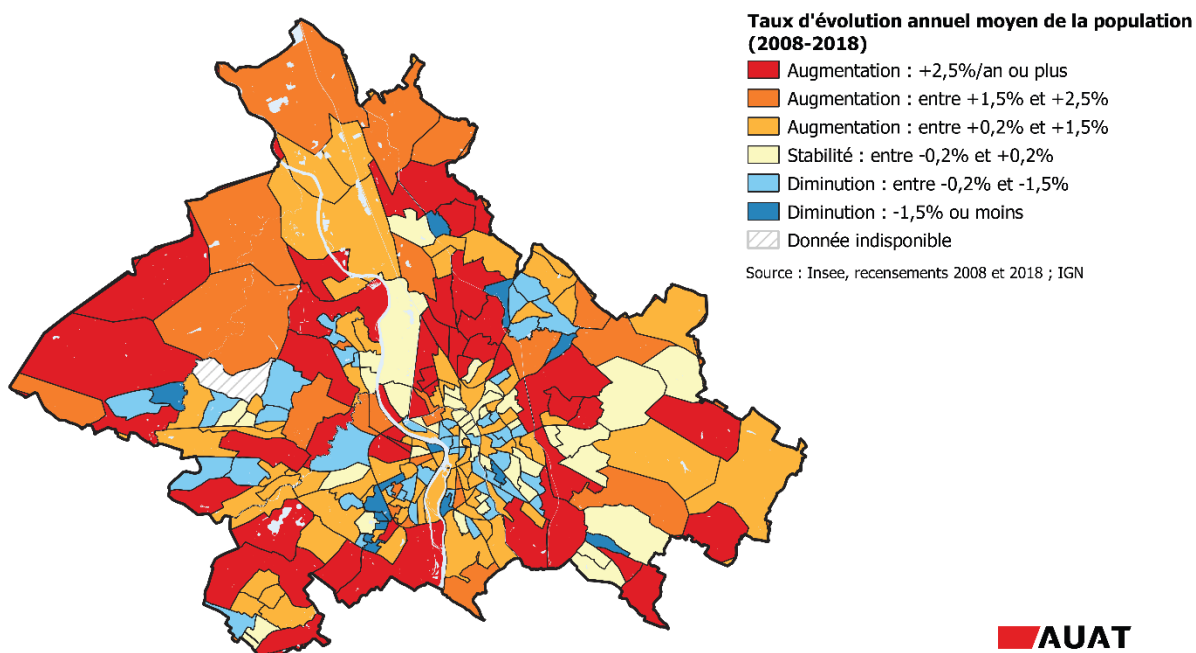 Taux d'évolution annuel moyen de la population
(2008-2018)
Augmentation : +2,5%/an ou plus
Augmentation : entre +1,5% et +2,5%
Augmentation : entre +0,2% et +1,5%
Stabilité : entre -0,2% et +0,2%
Diminution : entre -0,2% et -1,5%
Diminution : -1,5% ou moins
Donnée indisponible
Source : Insee, recensements 2008 et 2018 ; IGN
AUAT